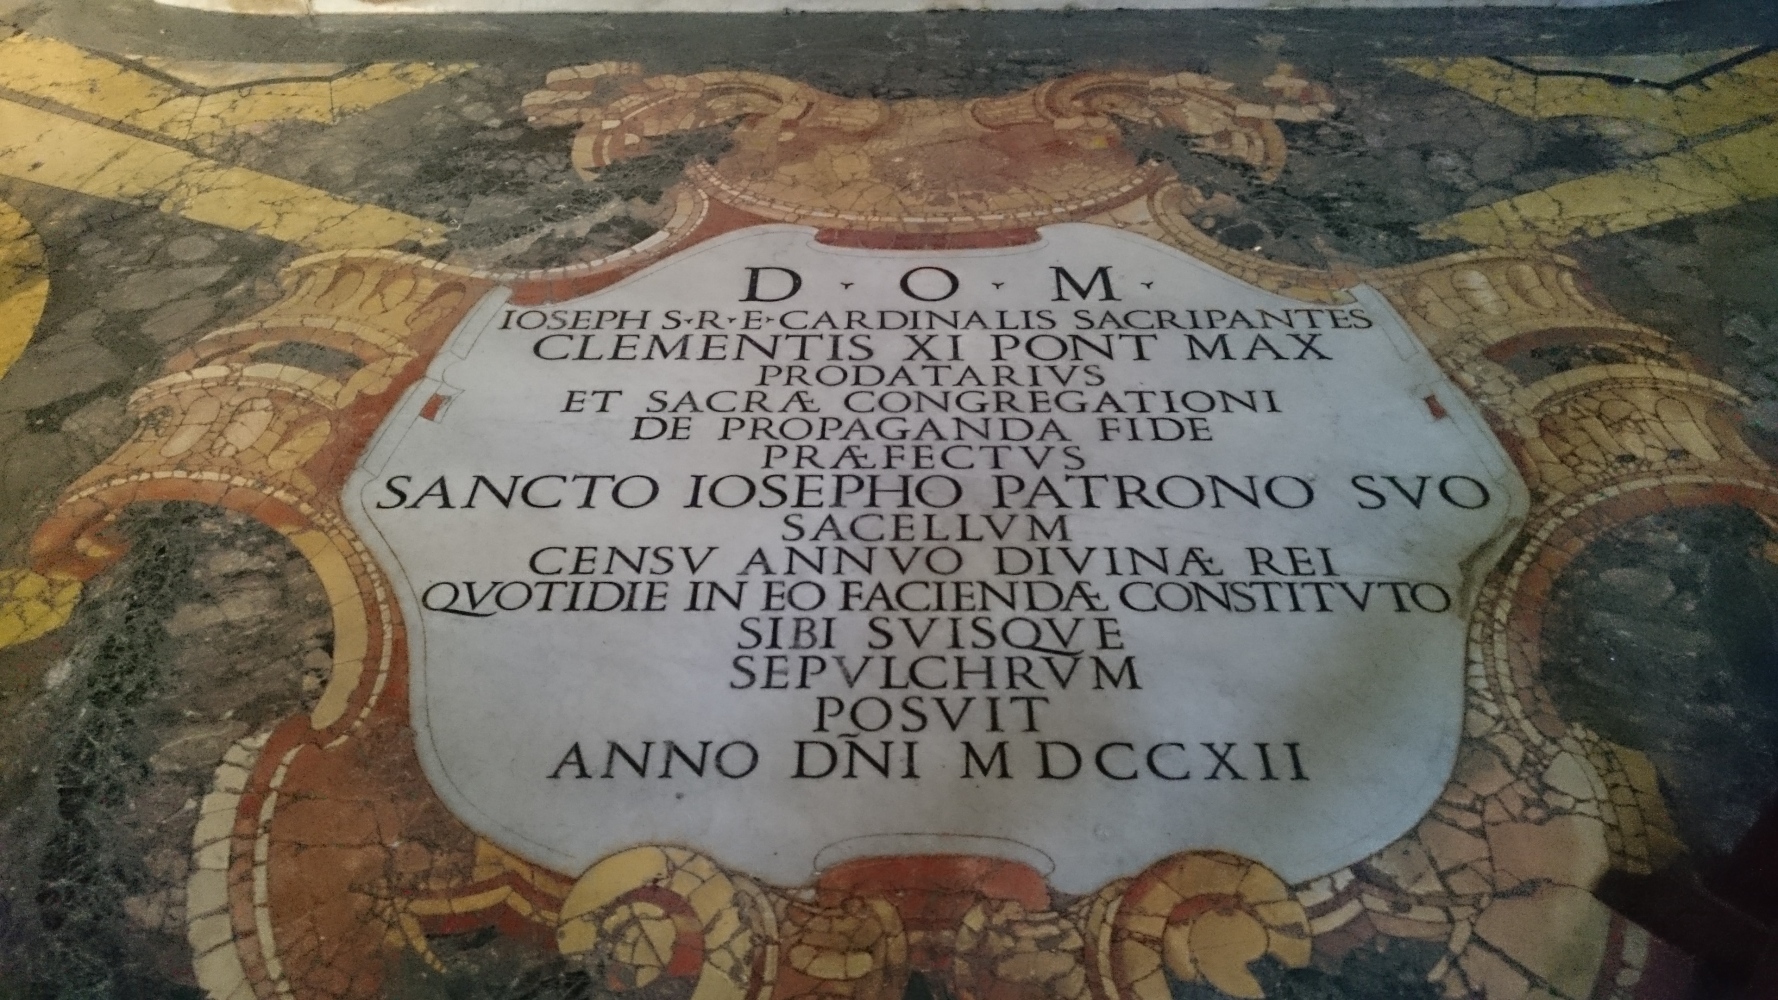 D · O · M ·
IOSEPH S·R·E·CARDINALIS SACRIPANTES
CLEMENTIS XI PONT MAX
PRODATARIVS
ET SACRÆ CONGREGATIONI
DE PROPAGANDA FIDE
PRÆFECTVS
SANCTO IOSEPHO PATRONO SVO
SACELLVM
CENSV ANNVO DIVINÆ REI
QVOTIDIE IN EO FACIENDÆ CONSTITVTO
SIBI SVISQVE
SEPVLCHRVM
POSVIT
ANNO DÑI MDCCXII